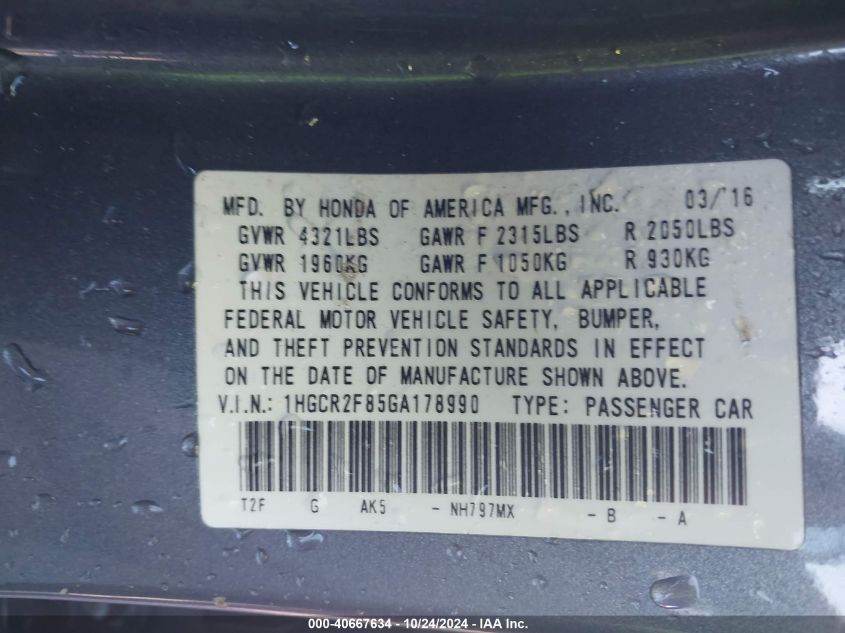 MFD. BY HONDA OF AMERICA MFG., INC. 03/'16
GVWR 4321LBS GAWR F 2315LBS R 2050LBS
GVWR 1960KG GAWR F 1050KG R 930KG
THIS VEHICLE CONFORMS TO ALL APPLICABLE
FEDERAL MOTOR VEHICLE SAFETY, BUMPER,
AND THEFT PREVENTION STANDARDS IN EFFECT
ON THE DATE OF MANUFACTURE SHOWN ABOVE.
V.I.N.: 1HGCR2F85GA178990 TYPE: PASSENGER CAR
T2F G AK5 - NH797MX - B - A
000-40667634 - 10/24/2024 - IAA Inc.